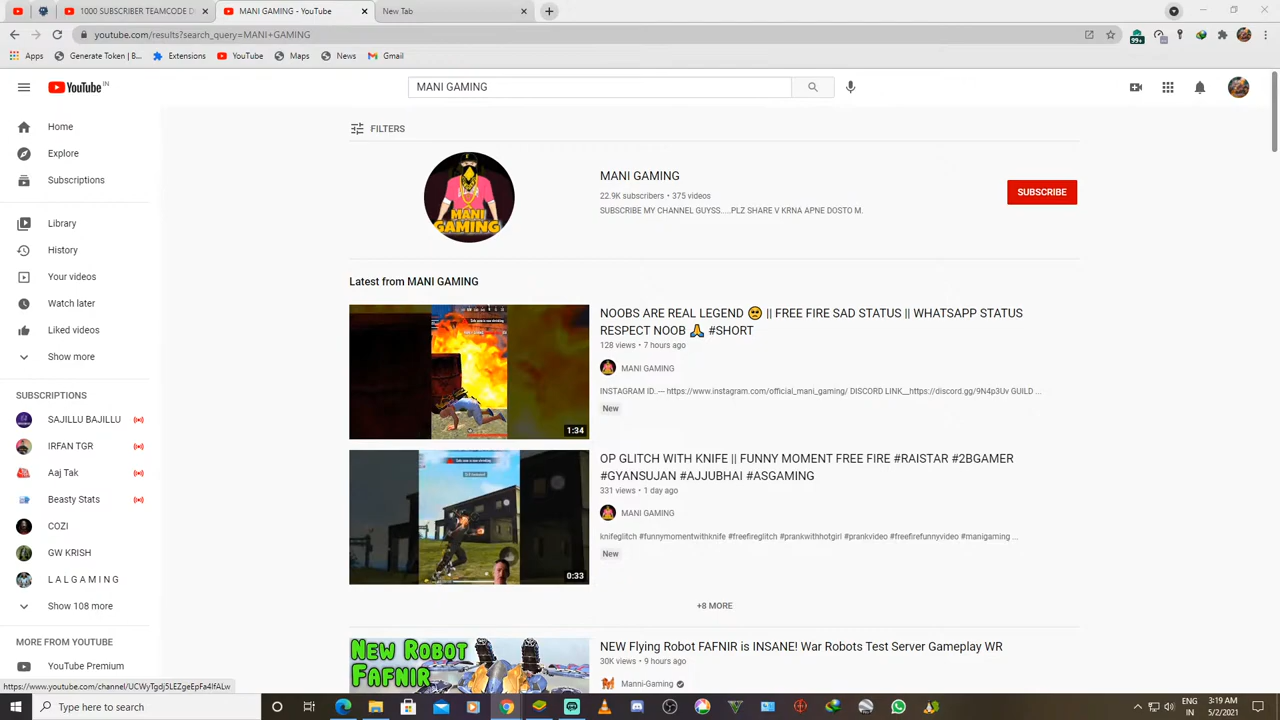 1000 SUBSCRIBER TEAMCODE D
MANI GAMING - YouTube
New Tab
youtube.com/results?search_query=MANI+GAMING
99+
Apps
Generate Token | B...
Extensions
YouTube
Maps
News
Gmail
YouTube IN
MANI GAMING
Home
Explore
Subscriptions
Library
History
Your videos
Watch later
Liked videos
Show more
SUBSCRIPTIONS
SAJILLU BAJILLU
IRFAN TGR
Aaj Tak
Beasty Stats
COZI
GW KRISH
L A L G A M I N G
Show 108 more
MORE FROM YOUTUBE
YouTube Premium
https://www.youtube.com/channel/UCWyTgdj5LEZgeEpFa4IfALw
FILTERS
MANI GAMING
MANI GAMING
22.9K subscribers • 375 videos
SUBSCRIBE MY CHANNEL GUYSS.....PLZ SHARE V KRNA APNE DOSTO M.
SUBSCRIBE
Latest from MANI GAMING
1:34
NOOBS ARE REAL LEGEND 🥺 || FREE FIRE SAD STATUS || WHATSAPP STATUS
RESPECT NOOB 🙏 #SHORT
128 views • 7 hours ago
MANI GAMING
INSTAGRAM ID..--- https://www.instagram.com/official_mani_gaming/ DISCORD LINK__https://discord.gg/9N4p3Uv GUILD ...
New
0:33
OP GLITCH WITH KNIFE || FUNNY MOMENT FREE FIRE #RAISTAR #2BGAMER
#GYANSUJAN #AJJUBHAI #ASGAMING
331 views • 1 day ago
MANI GAMING
knifeglitch #funnymomentwithknife #freefireglitch #prankwithhotgirl #prankvideo #freefirefunnyvideo #manigaming ...
New
+8 MORE
NEW ROBOT
FAFNIR
NEW Flying Robot FAFNIR is INSANE! War Robots Test Server Gameplay WR
30K views • 9 hours ago
Manni-Gaming
Type here to search
ENG
IN
3:19 AM
5/2/2021